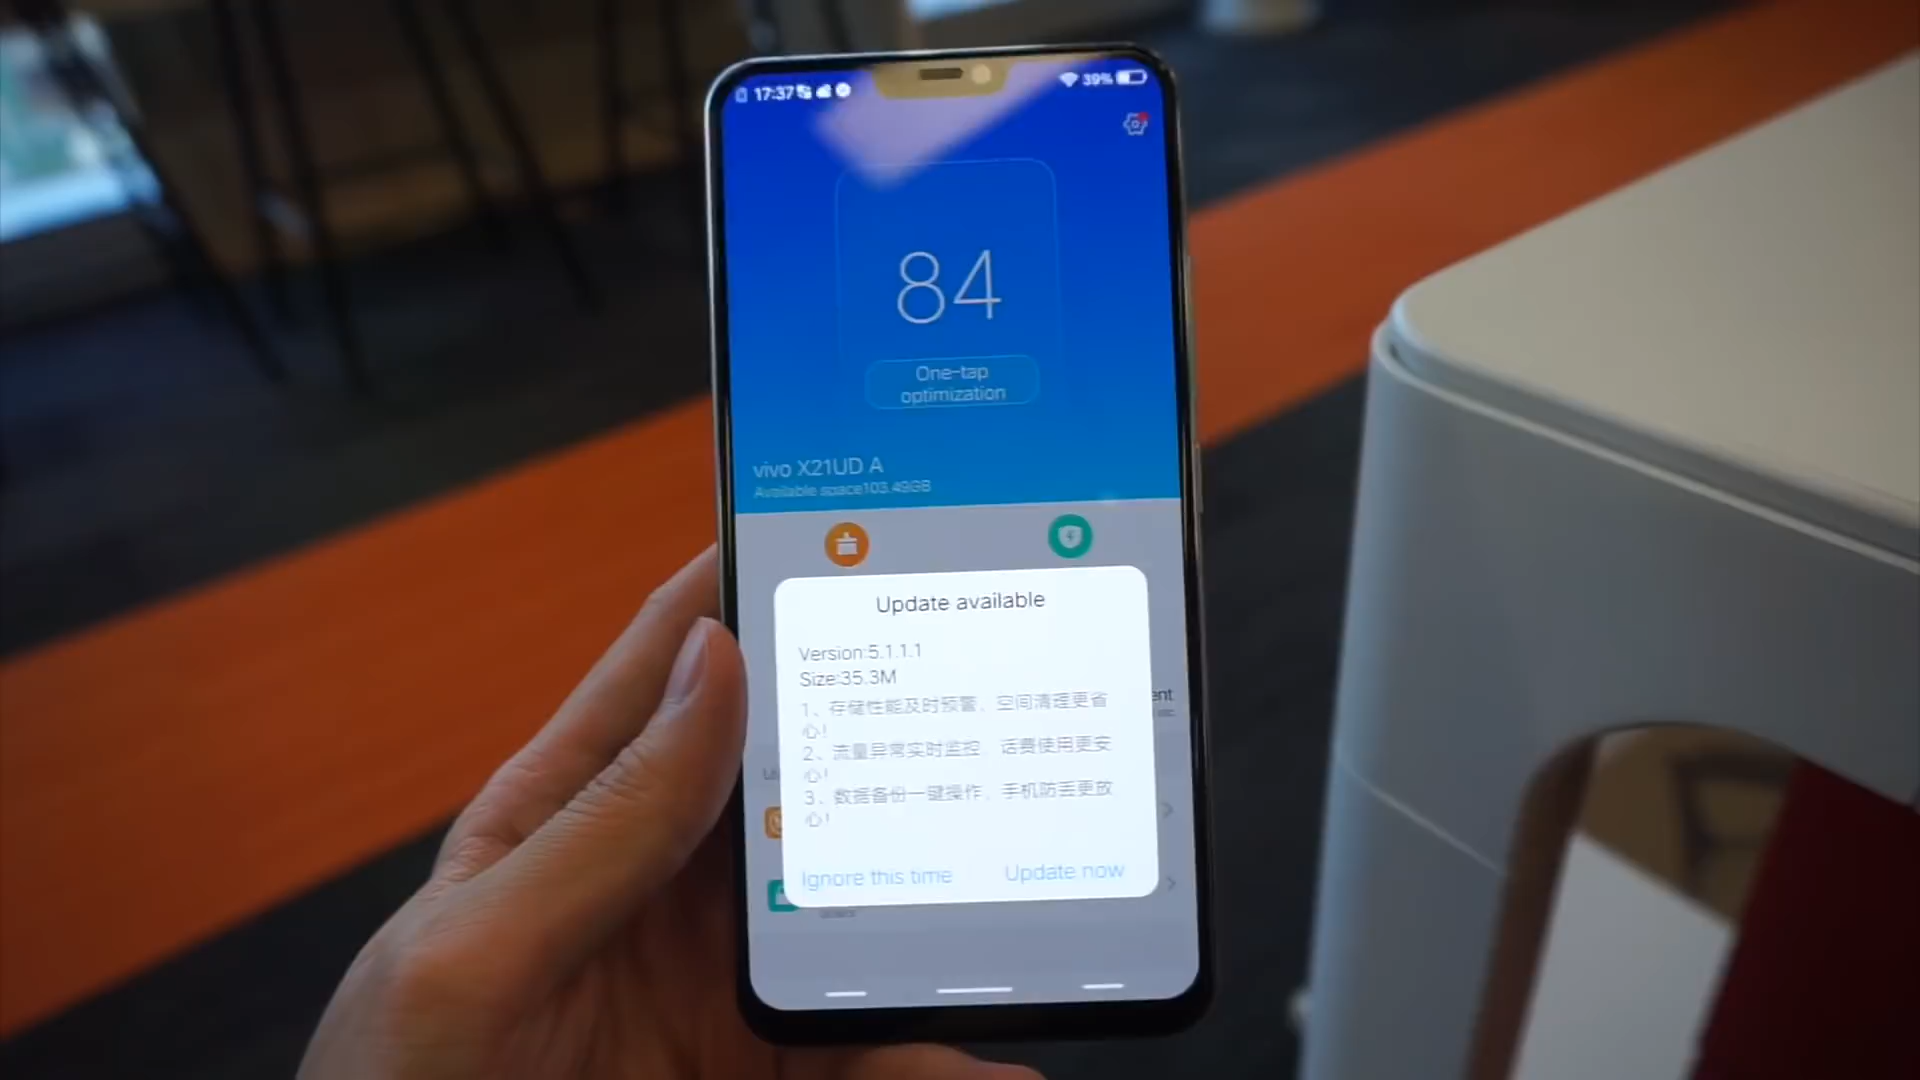 17:37
39%
84
One-tap
optimization
vivo X21UD A
Available space103.49GB
Update available
Version:5.1.1.1
Size:35.3M
1、存储性能及时预警，空间清理更省
心!
2、流量异常实时监控，话费使用更安
心!
3、数据备份一键操作，手机防丢更放
心!
Ignore this time
Update now